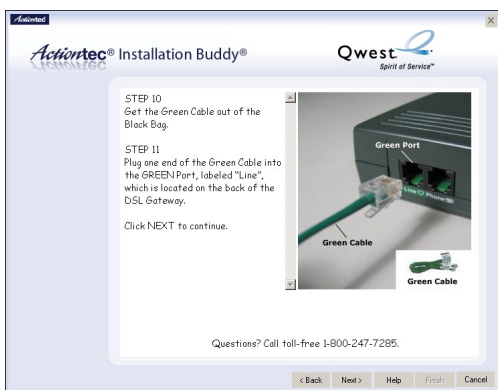 Actiontec
Actiontec® Installation Buddy®
Qwest
Spirit of Service™
STEP 10
Get the Green Cable out of the
Black Bag.
STEP 11
Plug one end of the Green Cable into
the GREEN Port, labeled "Line",
which is located on the back of the
DSL Gateway.
Click NEXT to continue.
Green Port
Line
Phone
Green Cable
Green Cable
Questions? Call toll-free 1-800-247-7285.
< Back
Next >
Help
Finish
Cancel